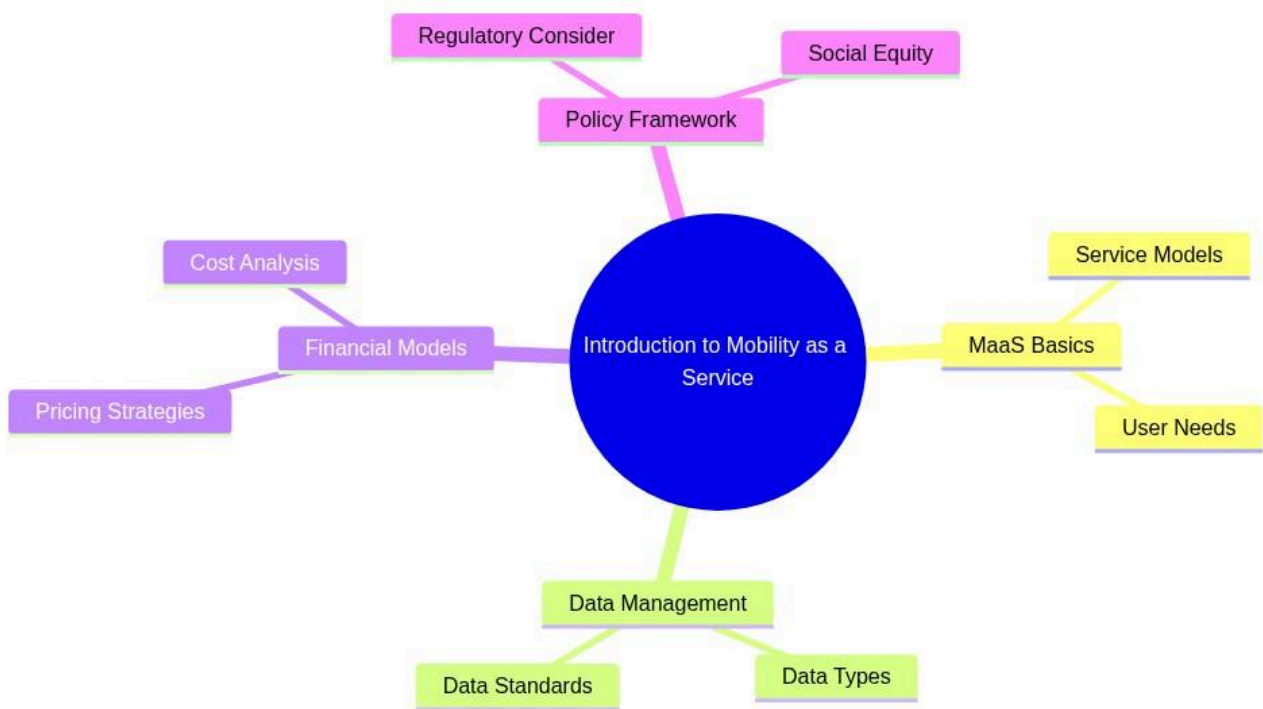 Regulatory Consider
Social Equity
Policy Framework
Cost Analysis
Service Models
Financial Models
Introduction to Mobility as a
Service
MaaS Basics
Pricing Strategies
User Needs
Data Management
Data Standards
Data Types